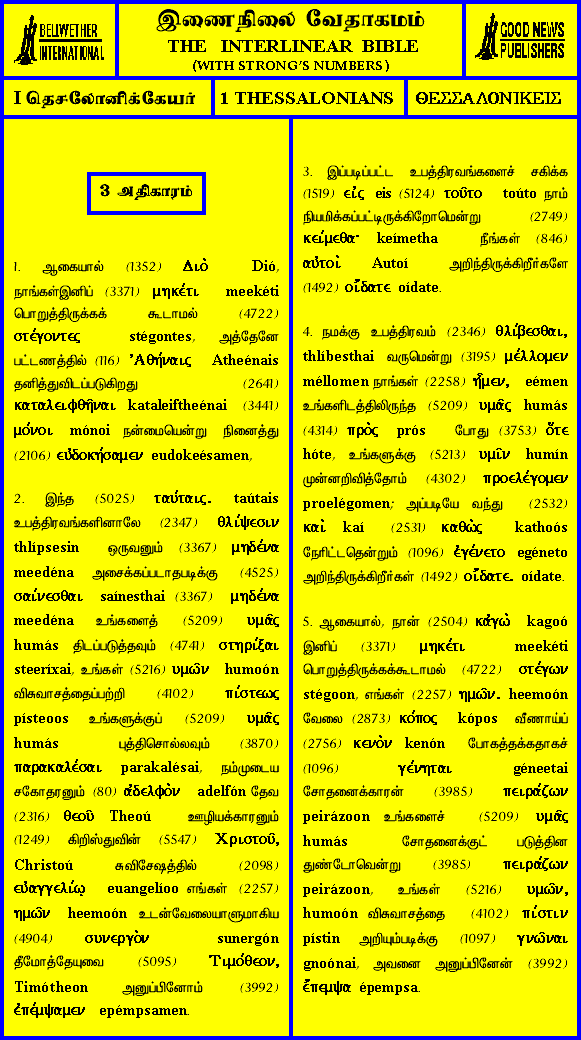 BELLWETHER
INTERNATIONAL
இணைநிலை வேதாகமம்
THE INTERLINEAR BIBLE
(WITH STRONG'S NUMBERS)
GOOD NEWS
PUBLISHERS
I தெசலோனிக்கேயர்
1 THESSALONIANS
ΘΕΣΣΑΛΟΝΙΚΕΙΣ
3 அதிகாரம்
1. ஆகையால் (1352) Διὸ Dió,
நாங்கள்இனிப் (3371) μηκέτι meekéti
பொறுத்திருக்கக் கூடாமல் (4722)
στέγοντες stégontes, அத்தேனே
பட்டணத்தில் (116) Ἀθήναις Atheénais
தனித்துவிடப்படுகிறது (2641)
καταλειφθῆναι kataleiftheénai (3441)
μόνοι mónoi நன்மையென்று நினைத்து
(2106) εὐδοκήσαμεν eudokeésamen,
2. இந்த (5025) ταύταις. taútais
உபத்திரவங்களினாலே (2347) θλίψεσιν
thlípsesin ஒருவனும் (3367) μηδένα
meedéna அசைக்கப்படாதபடிக்கு (4525)
σαίνεσθαι saínesthai (3367) μηδένα
meedéna உங்களைத் (5209) υμᾶς
humás திடப்படுத்தவும் (4741) στηρίξαι
steeríxai, உங்கள் (5216) υμῶν humoón
விசுவாசத்தைப்பற்றி (4102) πίστεως
písteoos உங்களுக்குப் (5209) υμᾶς
humás புத்திசொல்லவும் (3870)
παρακαλέσαι parakalésai, நம்முடைய
சகோதரனும் (80) ἀδελφὸν adelfón தேவ
(2316) θεοῦ Theoú ஊழியக்காரனும்
(1249) கிறிஸ்துவின் (5547) Χριστοῦ,
Christoú சுவிசேஷத்தில் (2098)
εὐαγγελίῳ euangelíoo எங்கள் (2257)
ημῶν heemoón உடன்வேலையாளுமாகிய
(4904) συνεργὸν sunergón
தீமோத்தேயுவை (5095) Τιμόθεον,
Timótheon அனுப்பினோம் (3992)
ἐπέμψαμεν epémpsamen.
3. இப்படிப்பட்ட உபத்திரவங்களைச் சகிக்க
(1519) εἰς eis (5124) τοῦτο toúto நாம்
நியமிக்கப்பட்டிருக்கிறோமென்று (2749)
κείμεθα· keímetha நீங்கள் (846)
αὐτοὶ Autoí அறிந்திருக்கிறீர்களே
(1492) οἴδατε oídate.
4. நமக்கு உபத்திரவம் (2346) θλίβεσθαι,
thlíbesthai வருமென்று (3195) μέλλομεν
méllomen நாங்கள் (2258) ἦμεν, eémen
உங்களிடத்திலிருந்த (5209) υμᾶς humás
(4314) πρὸς prós போது (3753) ὅτε
hóte, உங்களுக்கு (5213) υμῖν humín
முன்னறிவித்தோம் (4302) προελέγομεν
proelégomen; அப்படியே வந்து (2532)
καὶ kaí (2531) καθὼς kathoós
நேரிட்டதென்றும் (1096) ἐγένετο egéneto
அறிந்திருக்கிறீர்கள் (1492) οἴδατε. oídate.
5. ஆகையால், நான் (2504) κἀγὼ kagoó
இனிப் (3371) μηκέτι meekéti
பொறுத்திருக்கக்கூடாமல் (4722) στέγων
stégoon, எங்கள் (2257) ημῶν. heemoón
வேலை (2873) κόπος kópos வீணாய்ப்
(2756) κενὸν kenón போகத்தக்கதாகச்
(1096) γένηται géneetai
சோதனைக்காரன் (3985) πειράζων
peirázoon உங்களைச் (5209) υμᾶς
humás சோதனைக்குட் படுத்தின
துண்டோவென்று (3985) πειράζων
peirázoon, உங்கள் (5216) υμῶν,
humoón விசுவாசத்தை (4102) πίστιν
pístin அறியும்படிக்கு (1097) γνῶναι
gnoónai, அவனை அனுப்பினேன் (3992)
ἔπεμψα épempsa.